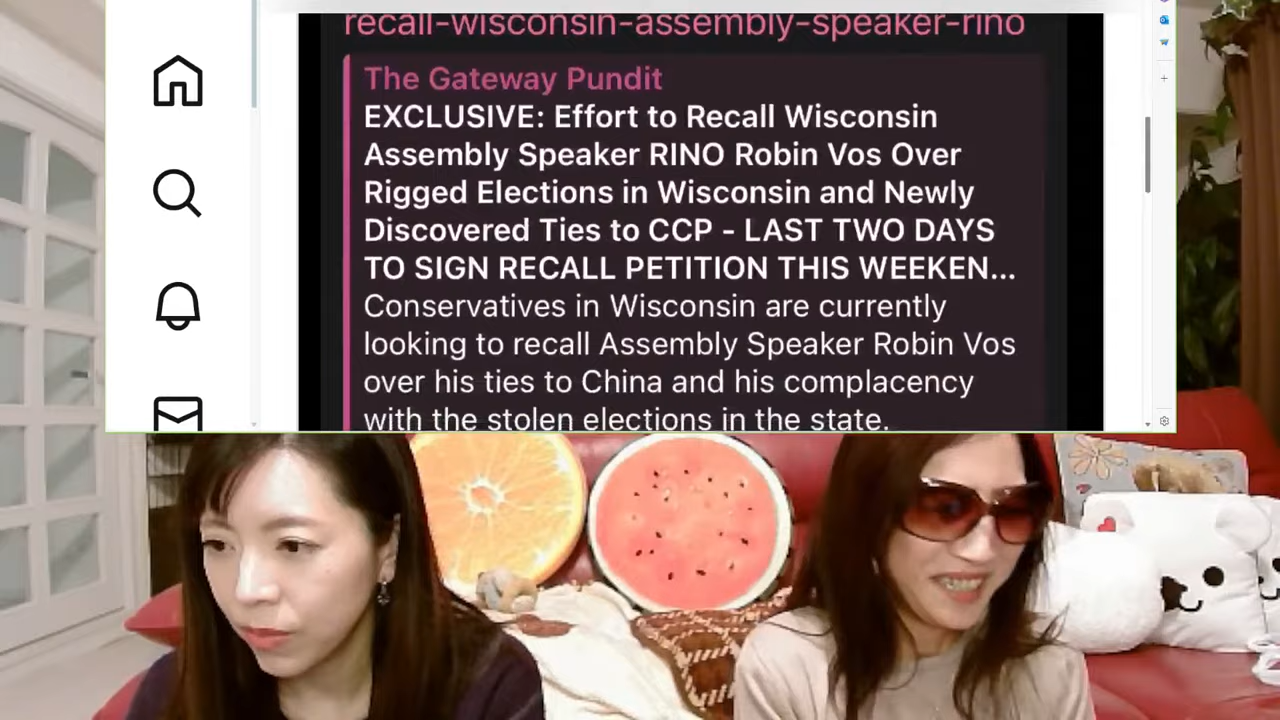 recall-wisconsin-assembly-speaker-rino
The Gateway Pundit
EXCLUSIVE: Effort to Recall Wisconsin
Assembly Speaker RINO Robin Vos Over
Rigged Elections in Wisconsin and Newly
Discovered Ties to CCP - LAST TWO DAYS
TO SIGN RECALL PETITION THIS WEEKEN...
Conservatives in Wisconsin are currently
looking to recall Assembly Speaker Robin Vos
over his ties to China and his complacency
with the stolen elections in the state.